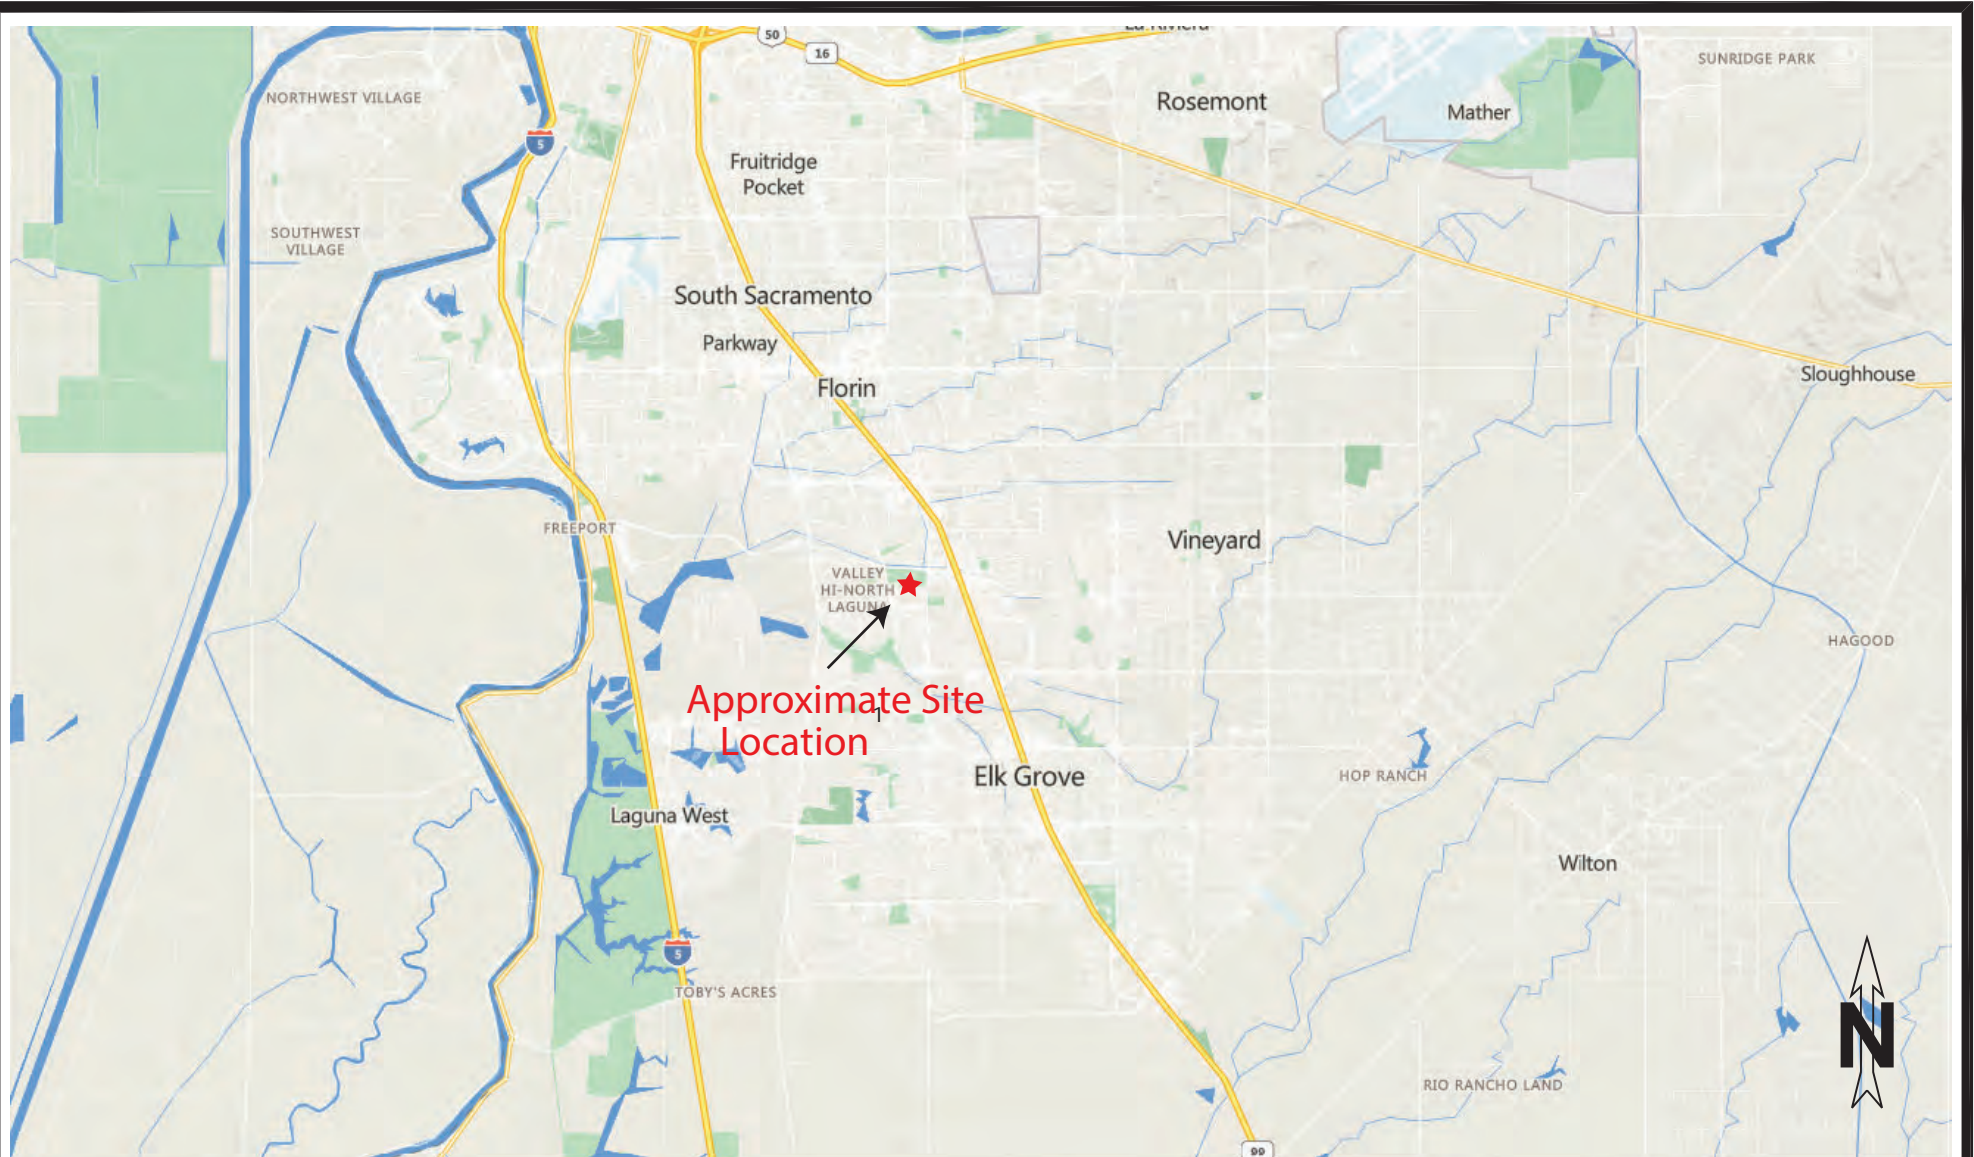 50
16
La Riviera
SUNRIDGE PARK
NORTHWEST VILLAGE
Rosemont
Mather
5
Fruitridge
Pocket
SOUTHWEST
VILLAGE
South Sacramento
Parkway
Florin
Sloughhouse
FREEPORT
Vineyard
VALLEY
HI-NORTH
LAGUNA
HAGOOD
Approximate Site
Location
1
Elk Grove
HOP RANCH
Laguna West
Wilton
5
TOBY'S ACRES
N
RIO RANCHO LAND
99